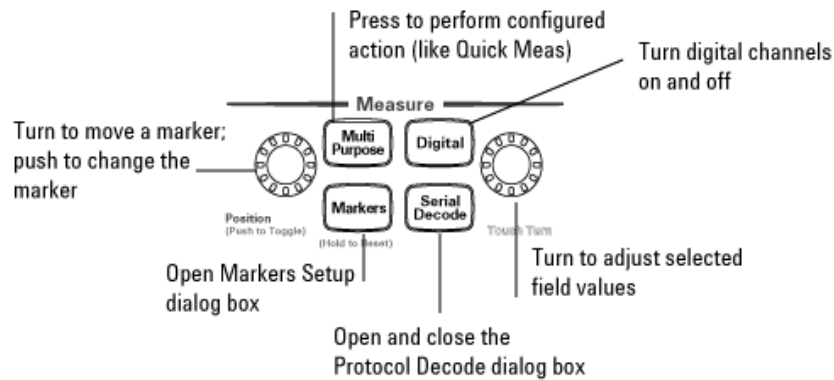 Press to perform configured
action (like Quick Meas)
Turn digital channels
on and off
Measure
Turn to move a marker;
push to change the
marker
Multi
Purpose
Digital
Markers
Serial
Decode
Position
(Push to Toggle)
(Hold to Reset)
Touch Turn
Open Markers Setup
dialog box
Turn to adjust selected
field values
Open and close the
Protocol Decode dialog box